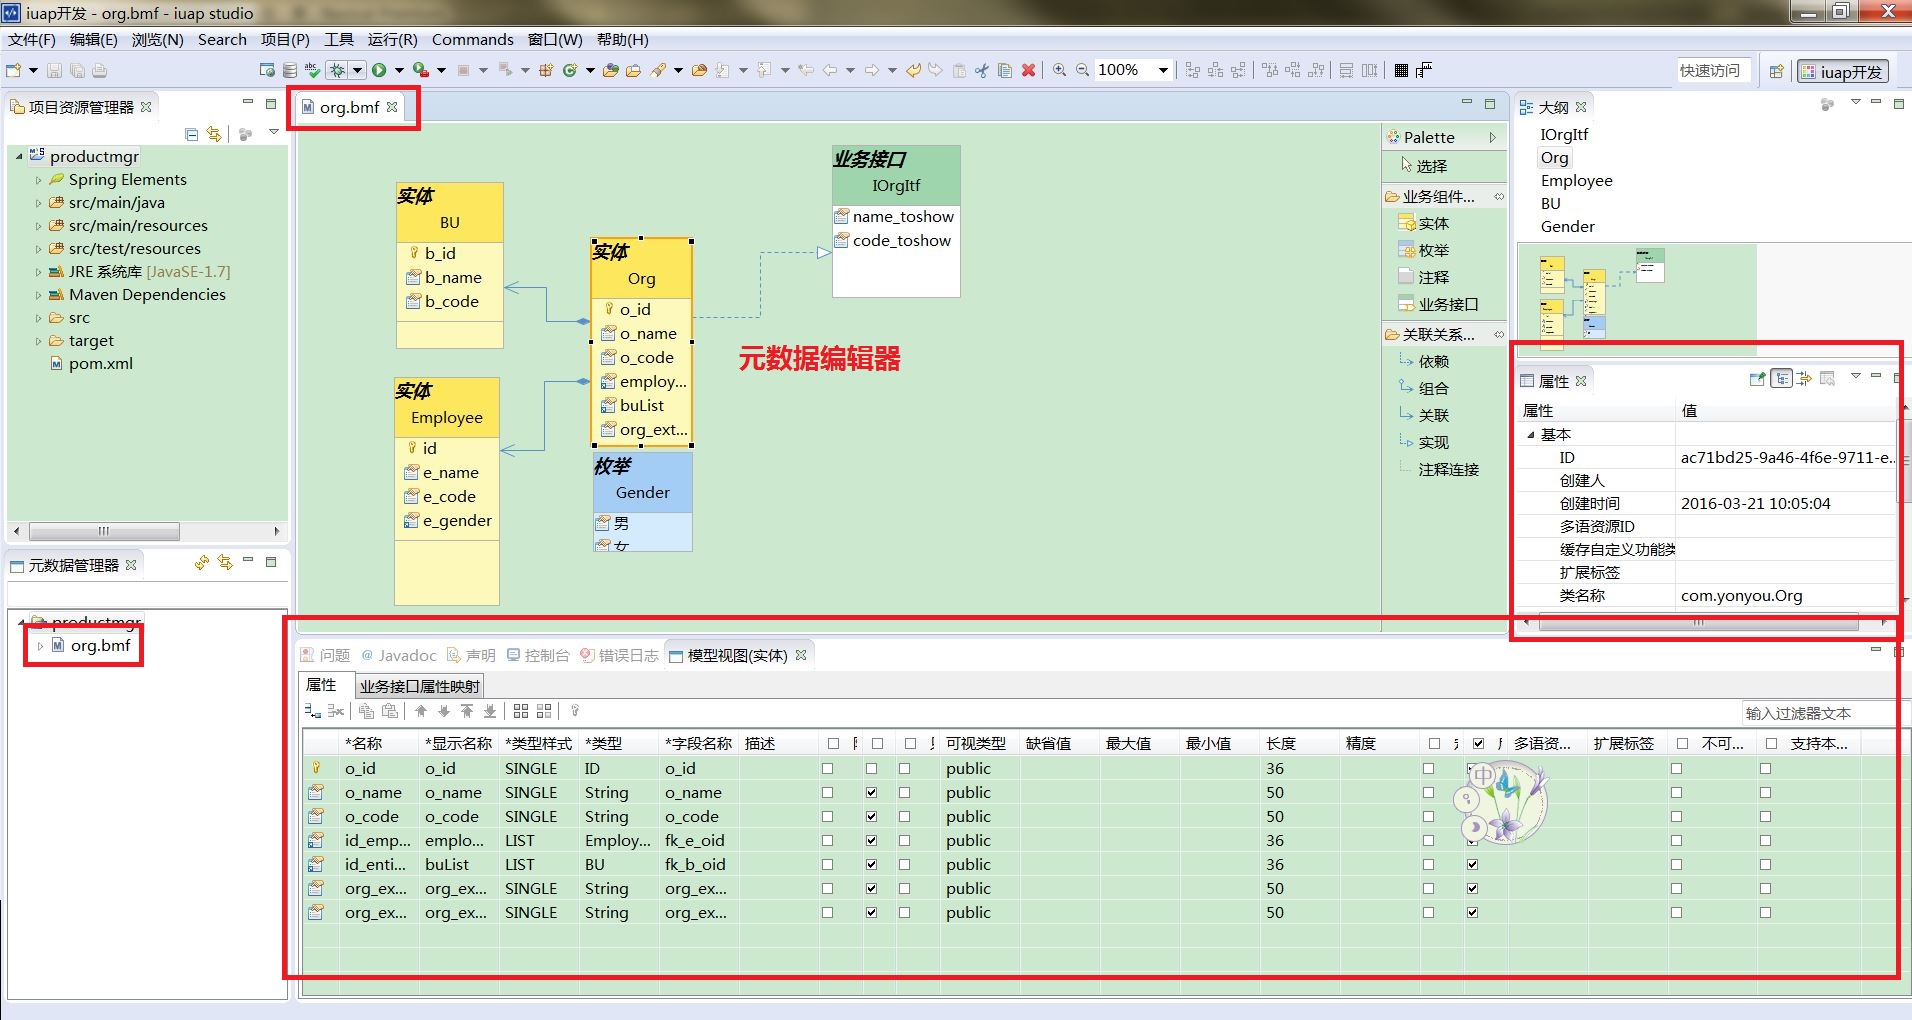 iuap开发 - org.bmf - iuap studio
文件(F) 编辑(E) 浏览(N) Search 项目(P) 工具 运行(R) Commands 窗口(W) 帮助(H)
100%
快速访问
iuap开发
项目资源管理器
productmgr
Spring Elements
src/main/java
src/main/resources
src/test/resources
JRE 系统库 [JavaSE-1.7]
Maven Dependencies
src
target
pom.xml
元数据管理器
productmgr
org.bmf
org.bmf
实体
BU
b_id
b_name
b_code
实体
Employee
id
e_name
e_code
e_gender
实体
Org
o_id
o_name
o_code
employ...
buList
org_ext...
枚举
Gender
男
女
业务接口
IOrgItf
name_toshow
code_toshow
元数据编辑器
Palette
选择
业务组件...
实体
枚举
注释
业务接口
关联关系...
依赖
组合
关联
实现
注释连接
大纲
IOrgItf
Org
Employee
BU
Gender
属性
属性 值
基本
ID ac71bd25-9a46-4f6e-9711-e...
创建人
创建时间 2016-03-21 10:05:04
多语资源ID
缓存自定义功能类
扩展标签
类名称 com.yonyou.Org
问题 @ Javadoc 声明 控制台 错误日志 模型视图(实体)
属性 业务接口属性映射
输入过滤器文本
*名称 *显示名称 *类型样式 *类型 *字段名称 描述 可视类型 缺省值 最大值 最小值 长度 精度 多语资... 扩展标签 不可... 支持本...
o_id o_id SINGLE ID o_id public 36
o_name o_name SINGLE String o_name public 50
o_code o_code SINGLE String o_code public 50
id_emp... emplo... LIST Employ... fk_e_oid public 36
id_enti... buList LIST BU fk_b_oid public 36
org_ex... org_ex... SINGLE String org_ex... public 50
org_ex... org_ex... SINGLE String org_ex... public 50
中